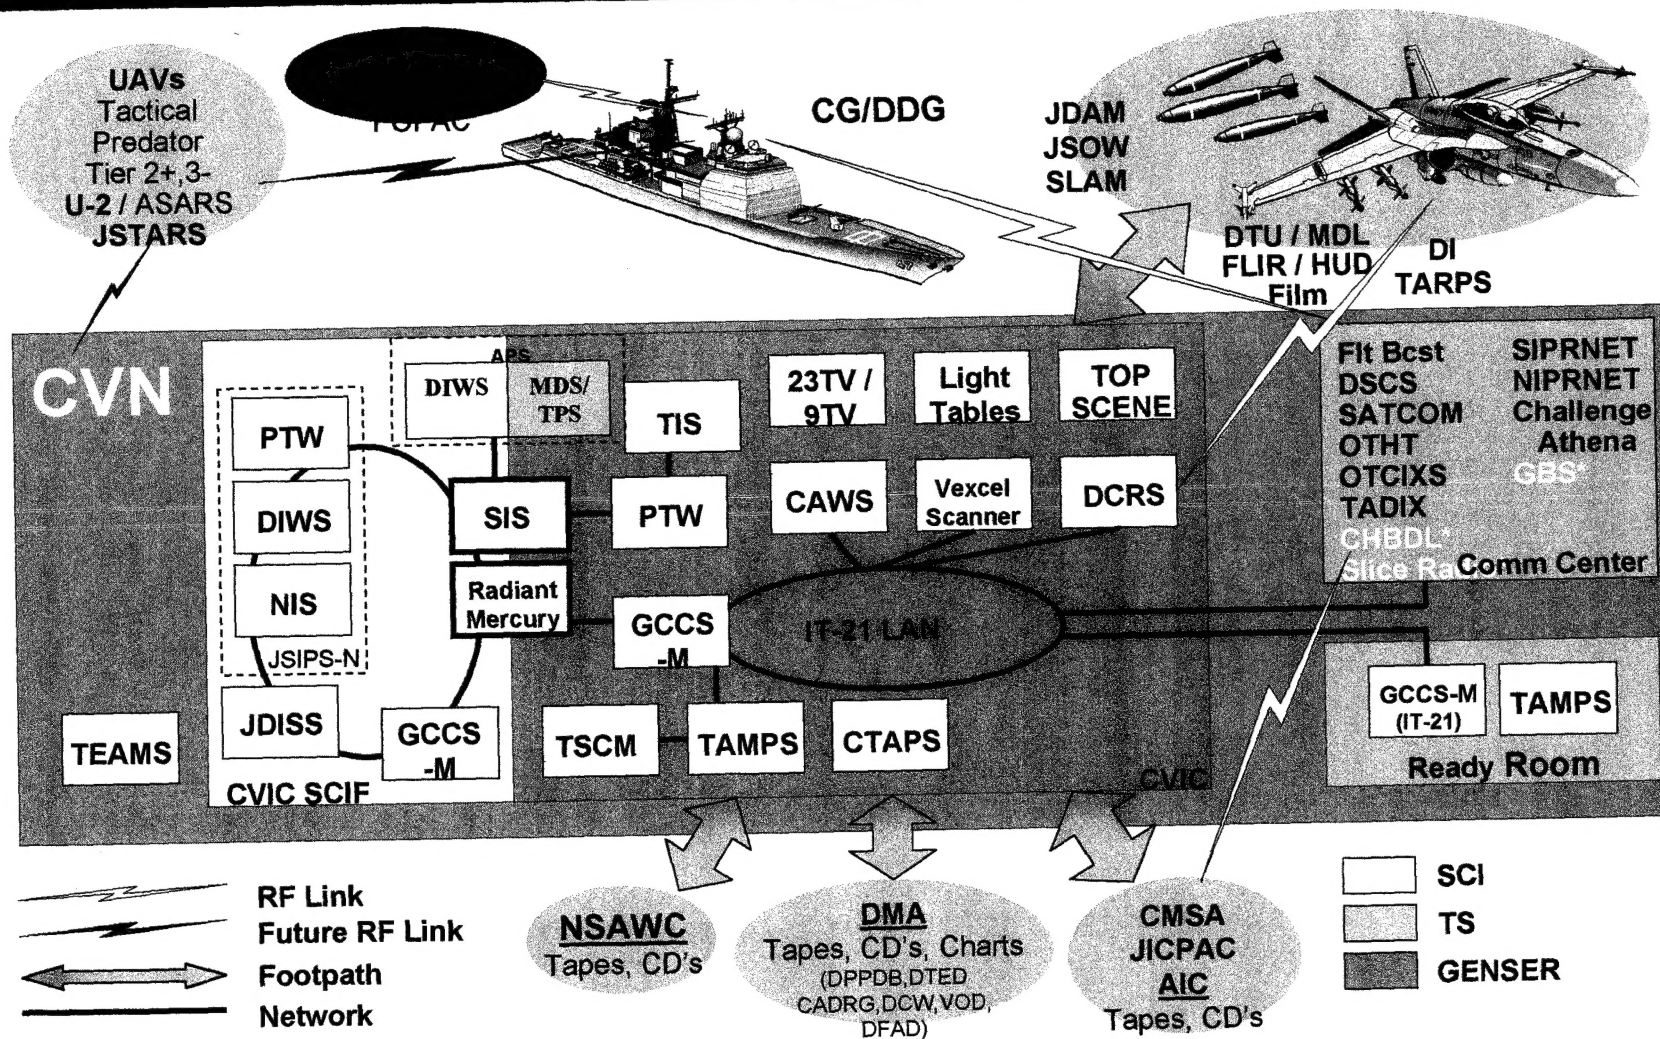 UAVs
Tactical
Predator
Tier 2+,3-
U-2 / ASARS
JSTARS
CG/DDG
JDAM
JSOW
SLAM
DTU / MDL
FLIR / HUD
Film
DI
TARPS
CVN
APS
DIWS
MDS/
TPS
PTW
DIWS
NIS
JSIPS-N
JDISS
GCCS
-M
CVIC SCIF
TEAMS
SIS
Radiant
Mercury
TIS
PTW
GCCS
-M
TSCM
TAMPS
CTAPS
23TV /
9TV
Light
Tables
TOP
SCENE
CAWS
Vexcel
Scanner
DCRS
IT-21 LAN
CVIC
Flt Bcst
DSCS
SATCOM
OTHT
OTCIXS
TADIX
CHBDL*
Slice
SIPRNET
NIPRNET
Challenge
Athena
GBS*
Comm Center
GCCS-M
(IT-21)
TAMPS
Ready Room
RF Link
Future RF Link
Footpath
Network
NSAWC
Tapes, CD's
DMA
Tapes, CD's, Charts
(DPPDB,DTED
CADRG,DCW,VOD,
DFAD)
CMSA
JICPAC
AIC
Tapes, CD's
SCI
TS
GENSER